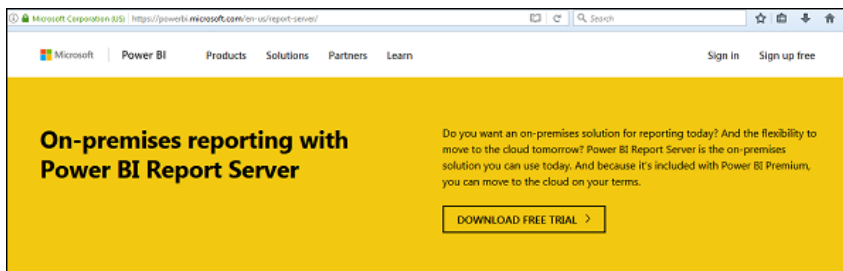 Microsoft Corporation (US) https://powerbi.microsoft.com/en-us/report-server/ Search
Microsoft Power BI Products Solutions Partners Learn Sign in Sign up free
On-premises reporting with
Power BI Report Server
Do you want an on-premises solution for reporting today? And the flexibility to
move to the cloud tomorrow? Power BI Report Server is the on-premises
solution you can use today. And because it's included with Power BI Premium,
you can move to the cloud on your terms.
DOWNLOAD FREE TRIAL